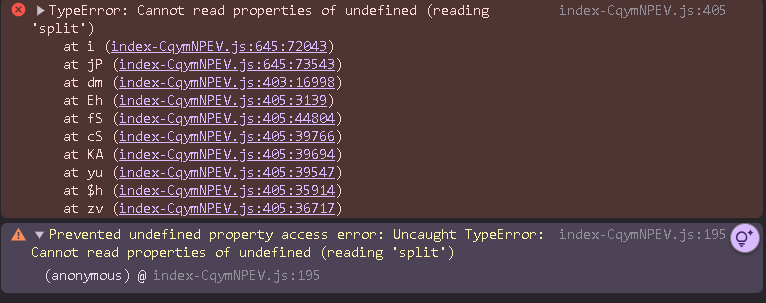 TypeError: Cannot read properties of undefined (reading index-CqymNPEV.js:405
'split')
at i (index-CqymNPEV.js:645:72043)
at jP (index-CqymNPEV.js:645:73543)
at dm (index-CqymNPEV.js:403:16998)
at Eh (index-CqymNPEV.js:405:3139)
at fS (index-CqymNPEV.js:405:44804)
at cS (index-CqymNPEV.js:405:39766)
at KA (index-CqymNPEV.js:405:39694)
at yu (index-CqymNPEV.js:405:39547)
at $h (index-CqymNPEV.js:405:35914)
at zv (index-CqymNPEV.js:405:36717)
Prevented undefined property access error: Uncaught TypeError: index-CqymNPEV.js:195
Cannot read properties of undefined (reading 'split')
(anonymous) @ index-CqymNPEV.js:195